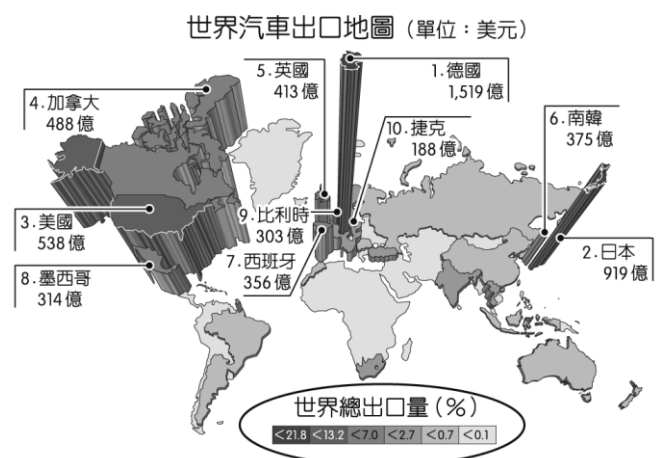 世界汽車出口地圖（單位：美元）
5.英國
413億
1.德國
1,519億
4.加拿大
488億
10.捷克
188億
6.南韓
375億
3.美國
538億
9.比利時
303億
2.日本
919億
8.墨西哥
314億
7.西班牙
356億
世界總出口量（%）
<21.8 <13.2 <7.0 <2.7 <0.7 <0.1